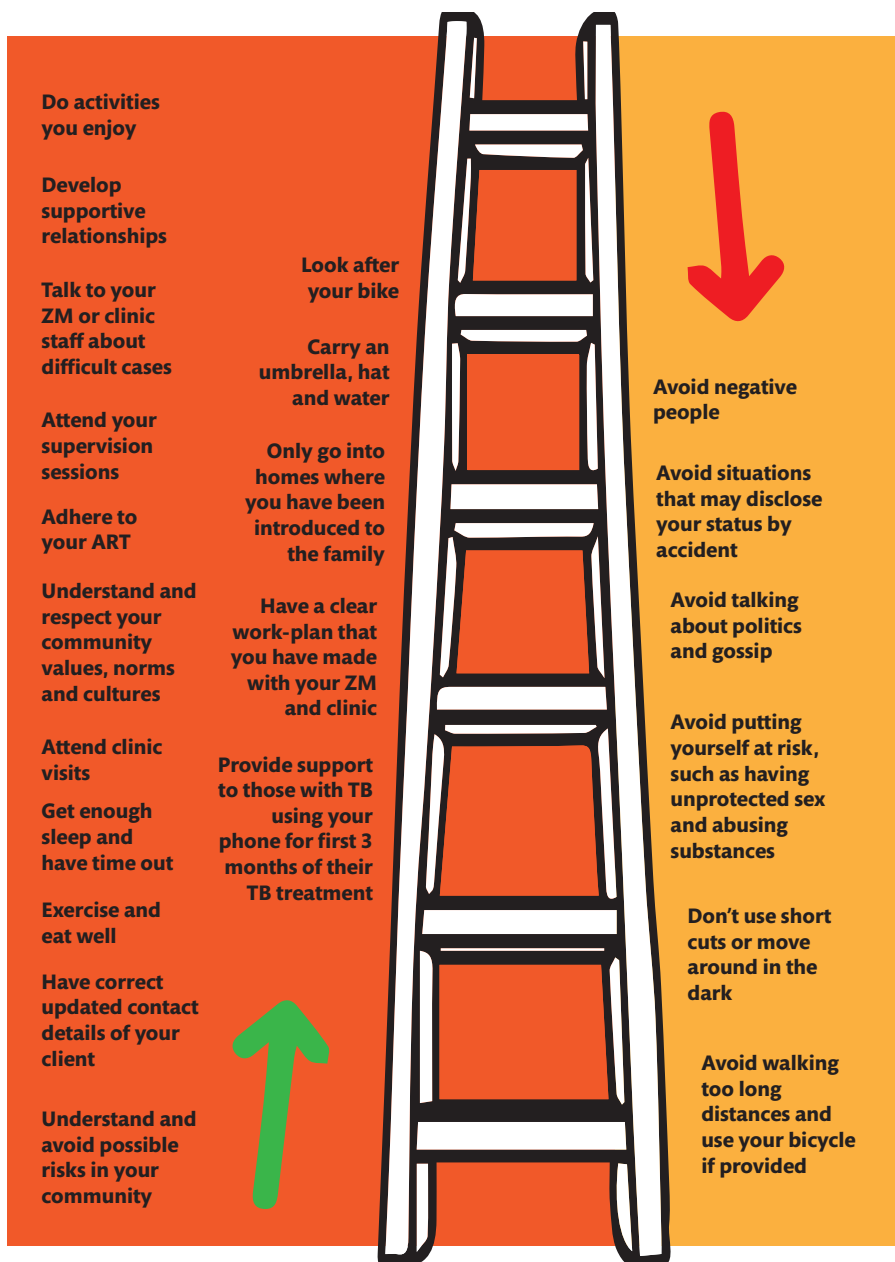 Do activities
you enjoy
Develop
supportive
relationships
Talk to your
ZM or clinic
staff about
difficult cases
Attend your
supervision
sessions
Adhere to
your ART
Understand and
respect your
community
values, norms
and cultures
Attend clinic
visits
Get enough
sleep and
have time out
Exercise and
eat well
Have correct
updated contact
details of your
client
Understand and
avoid possible
risks in your
community
Look after
your bike
Carry an
umbrella, hat
and water
Only go into
homes where
you have been
introduced to
the family
Have a clear
work-plan that
you have made
with your ZM
and clinic
Provide support
to those with TB
using your
phone for first 3
months of their
TB treatment
Avoid negative
people
Avoid situations
that may disclose
your status by
accident
Avoid talking
about politics
and gossip
Avoid putting
yourself at risk,
such as having
unprotected sex
and abusing
substances
Don’t use short
cuts or move
around in the
dark
Avoid walking
too long
distances and
use your bicycle
if provided